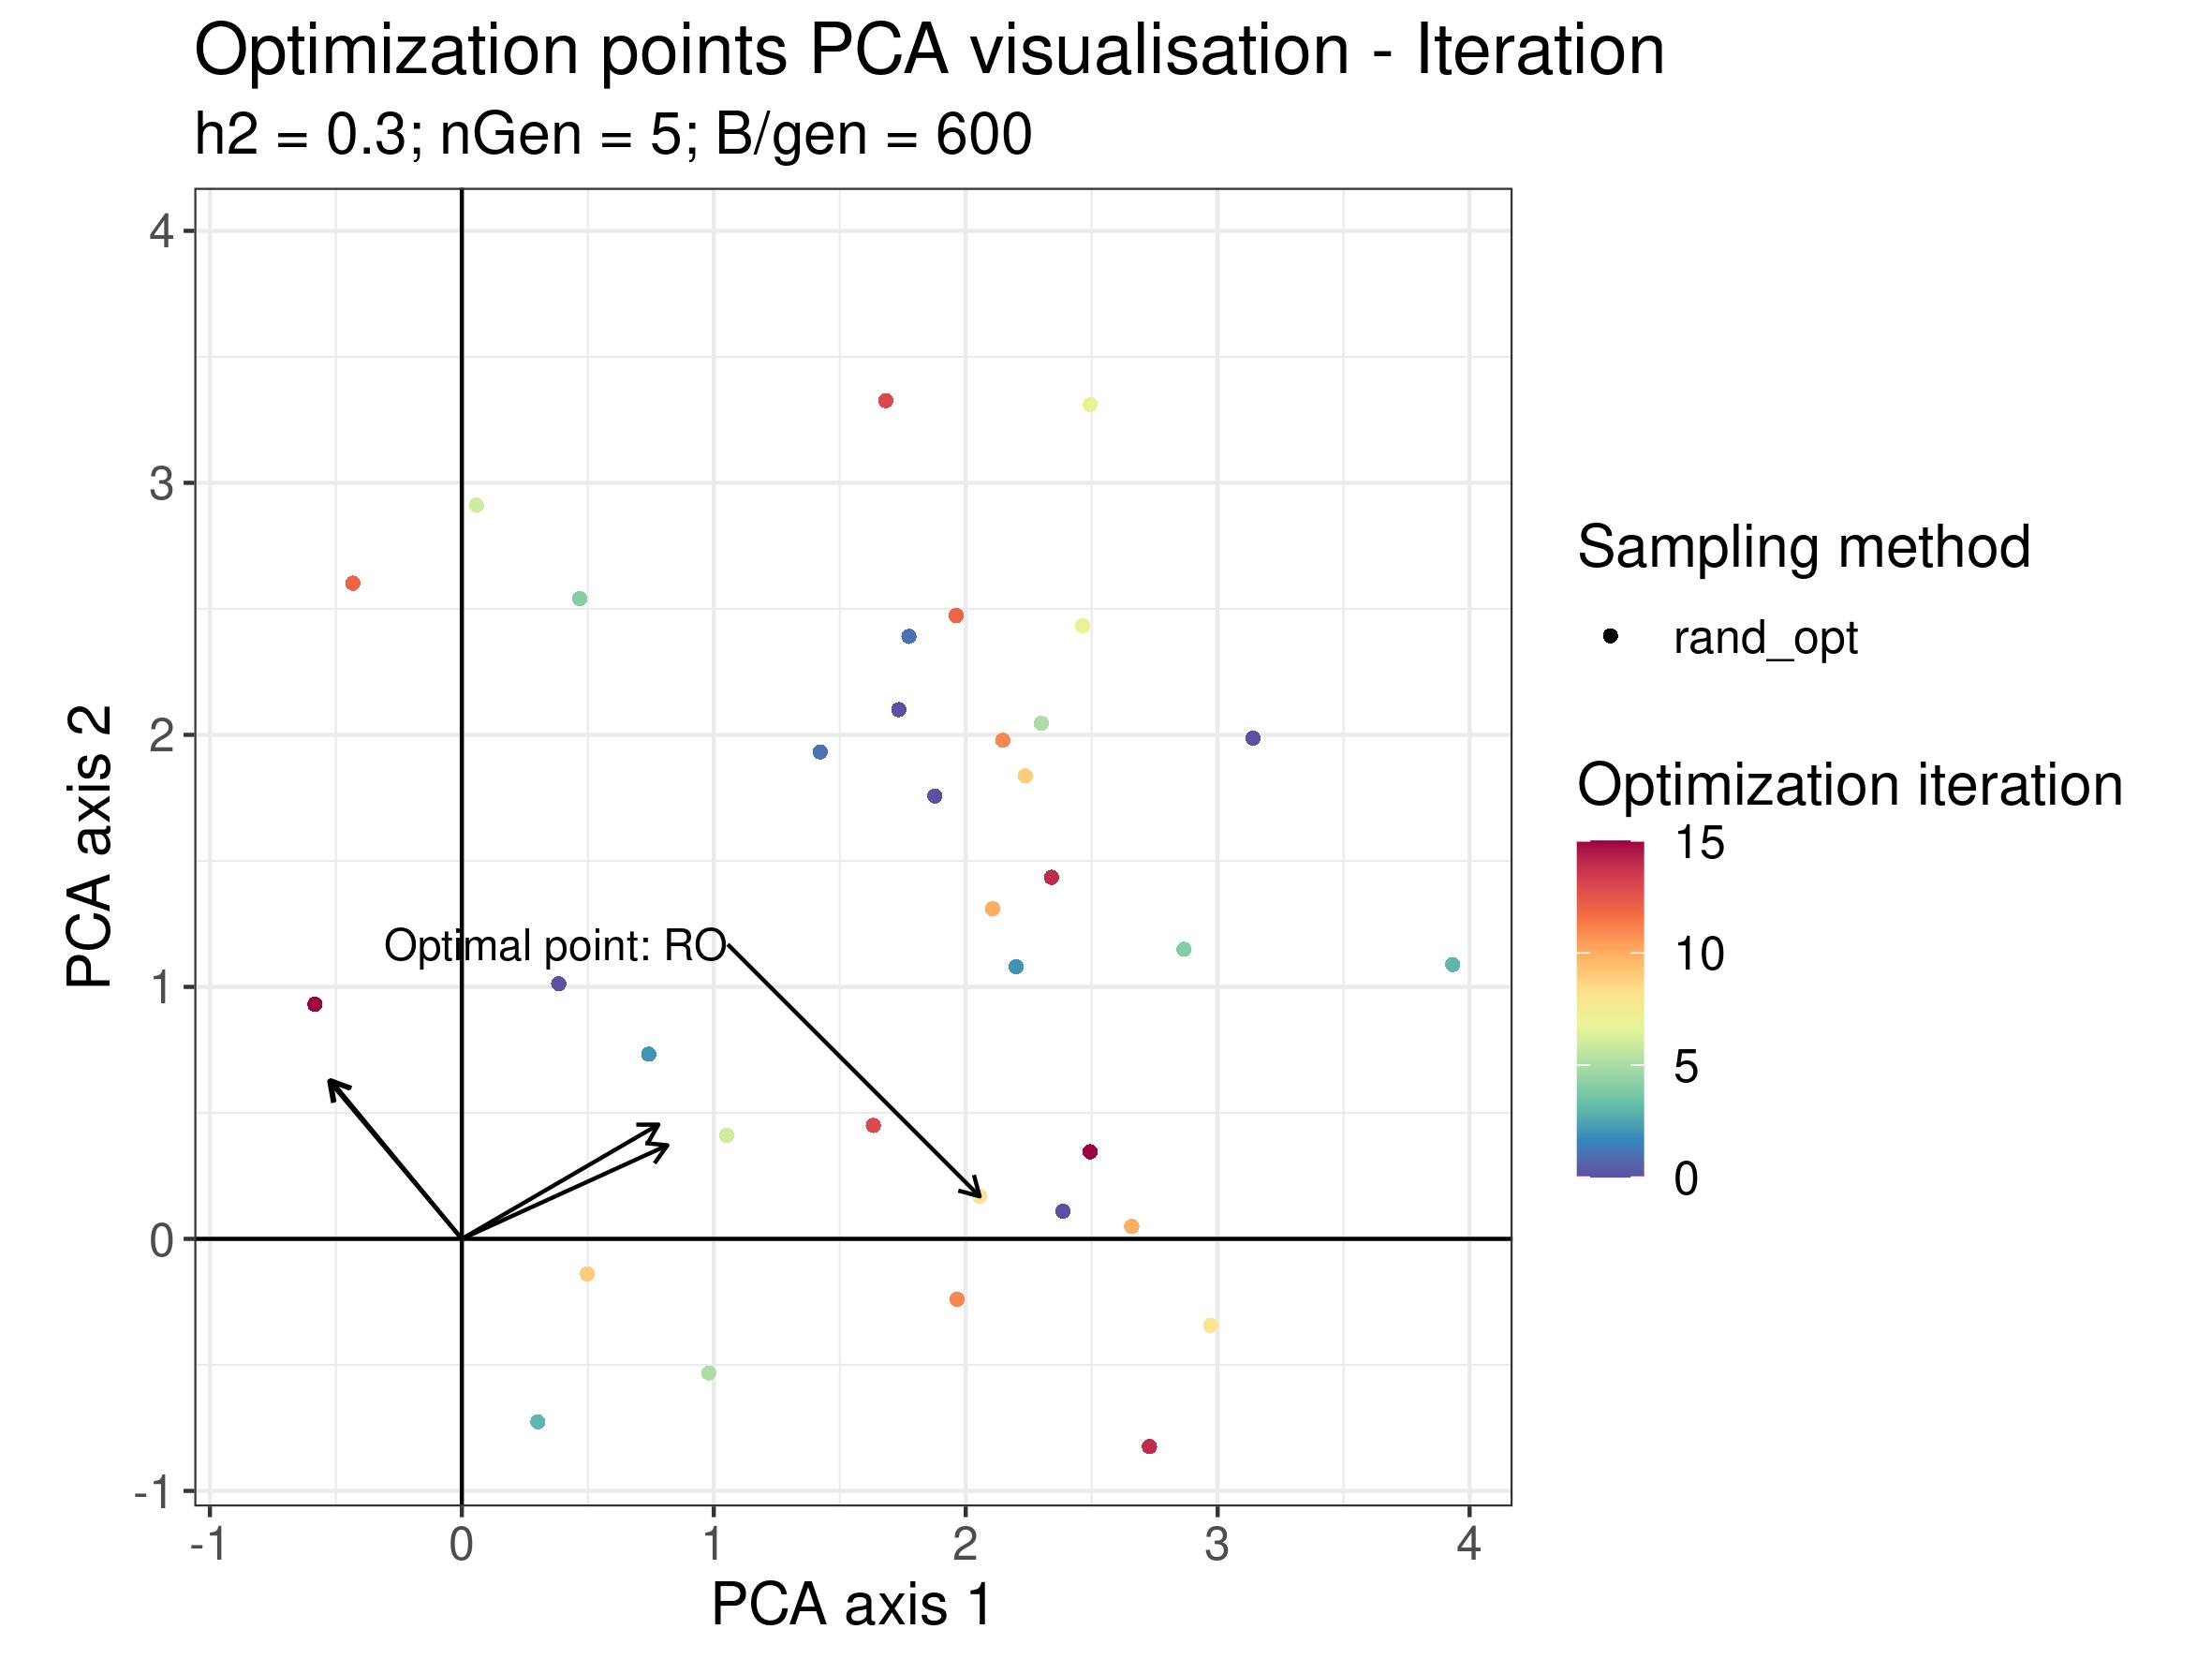 Optimization points PCA visualisation - Iteration
h2 = 0.3; nGen = 5; B/gen = 600
4
3
2
1
0
-1
PCA axis 2
Optimal point: RO
-1 0 1 2 3 4
PCA axis 1
Sampling method
rand_opt
Optimization iteration
15
10
5
0